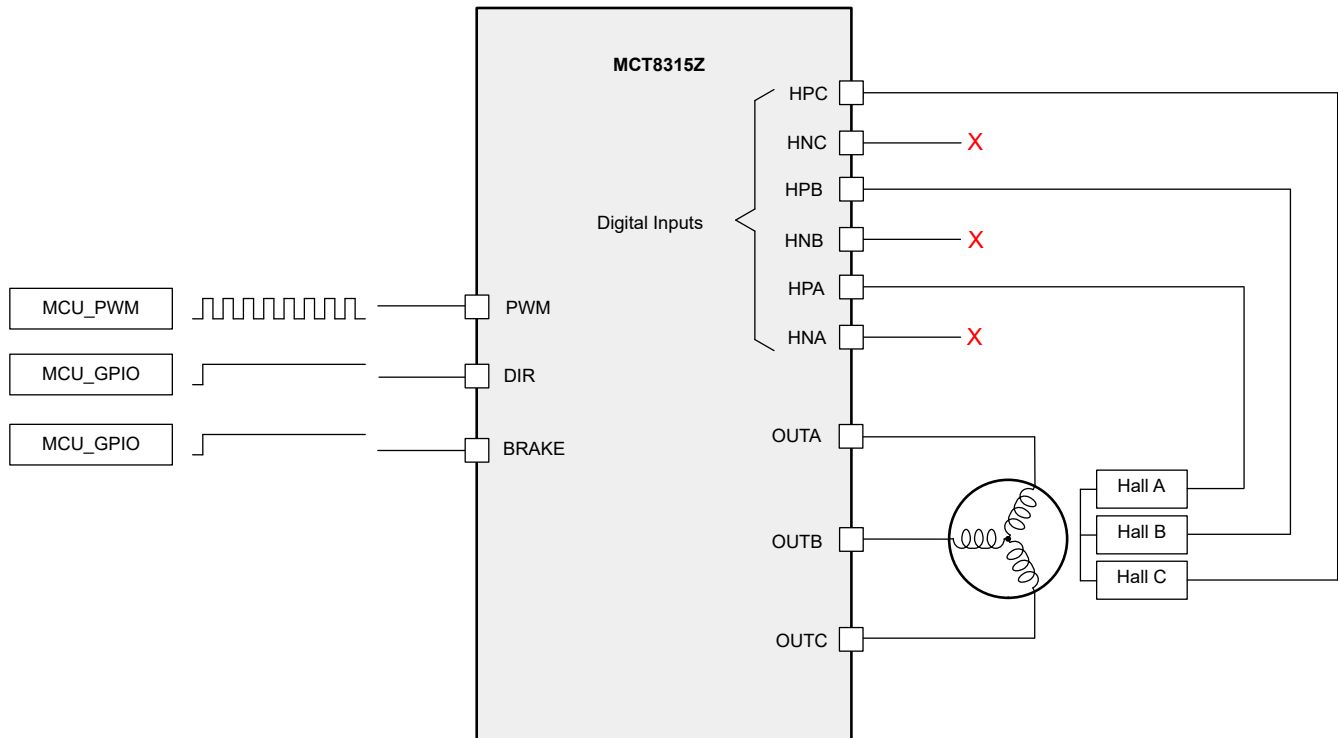 MCT8315Z
HPC
HNC
X
HPB
Digital Inputs
HNB
X
HPA
MCU_PWM
PWM
HNA
X
MCU_GPIO
DIR
MCU_GPIO
BRAKE
OUTA
Hall A
OUTB
Hall B
Hall C
OUTC